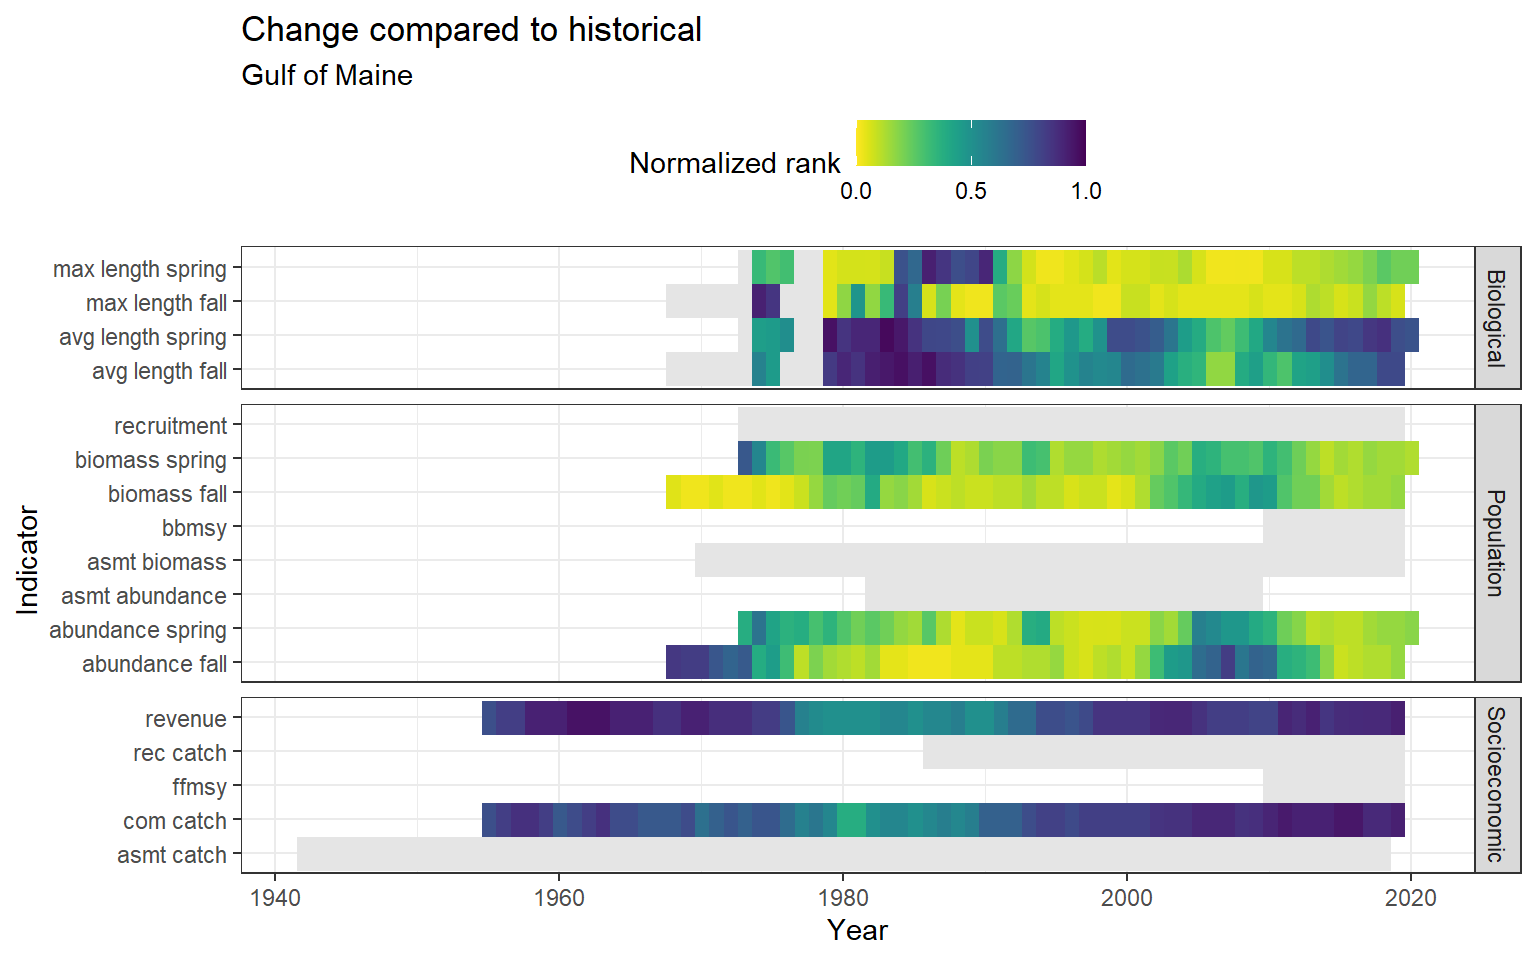 Change compared to historical
Gulf of Maine
Normalized rank
0.0 0.5 1.0
Indicator
max length spring
max length fall
avg length spring
avg length fall
Biological
recruitment
biomass spring
biomass fall
bbmsy
asmt biomass
asmt abundance
abundance spring
abundance fall
Population
revenue
rec catch
ffmsy
com catch
asmt catch
Socioeconomic
1940 1960 1980 2000 2020
Year